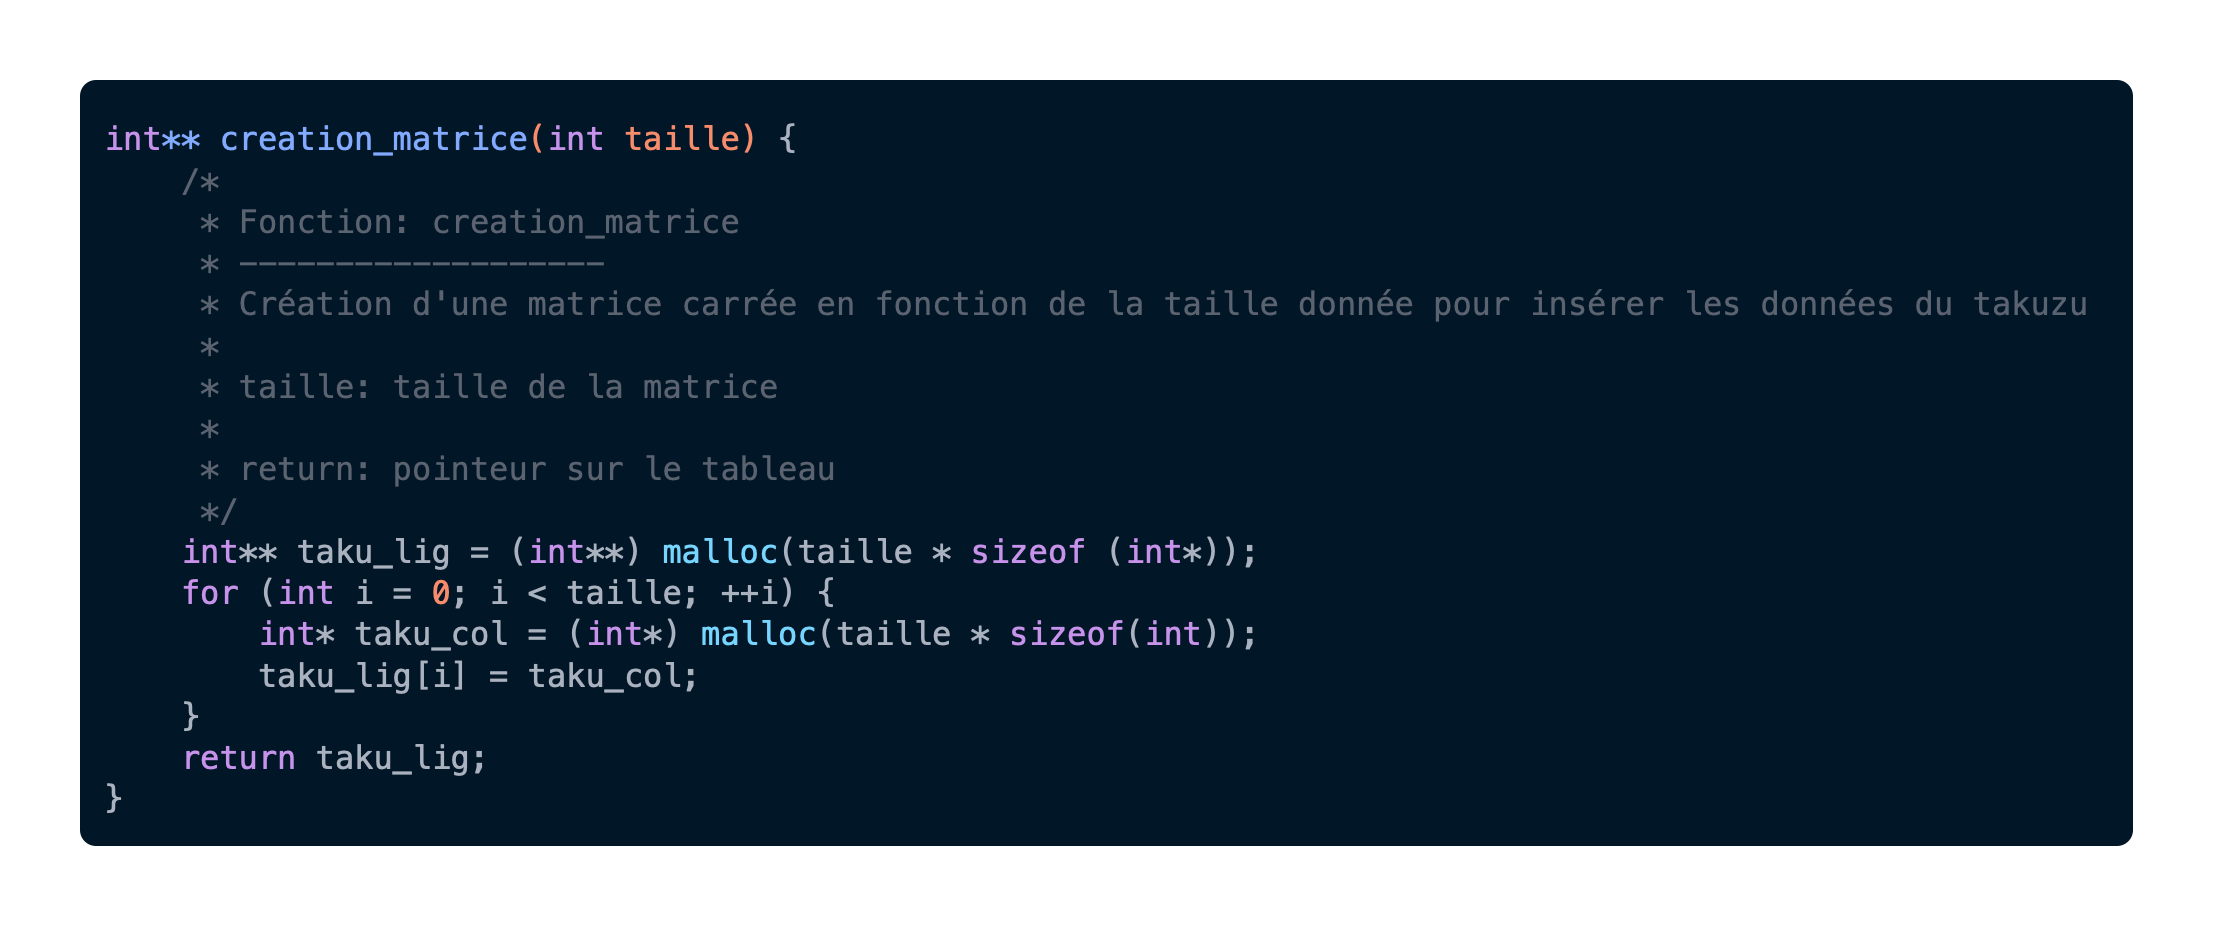 int** creation_matrice(int taille) {
    /*
     * Fonction: creation_matrice
     * -------------------
     * Création d'une matrice carrée en fonction de la taille donnée pour insérer les données du takuzu
     *
     * taille: taille de la matrice
     *
     * return: pointeur sur le tableau
     */
    int** taku_lig = (int**) malloc(taille * sizeof (int*));
    for (int i = 0; i < taille; ++i) {
        int* taku_col = (int*) malloc(taille * sizeof(int));
        taku_lig[i] = taku_col;
    }
    return taku_lig;
}